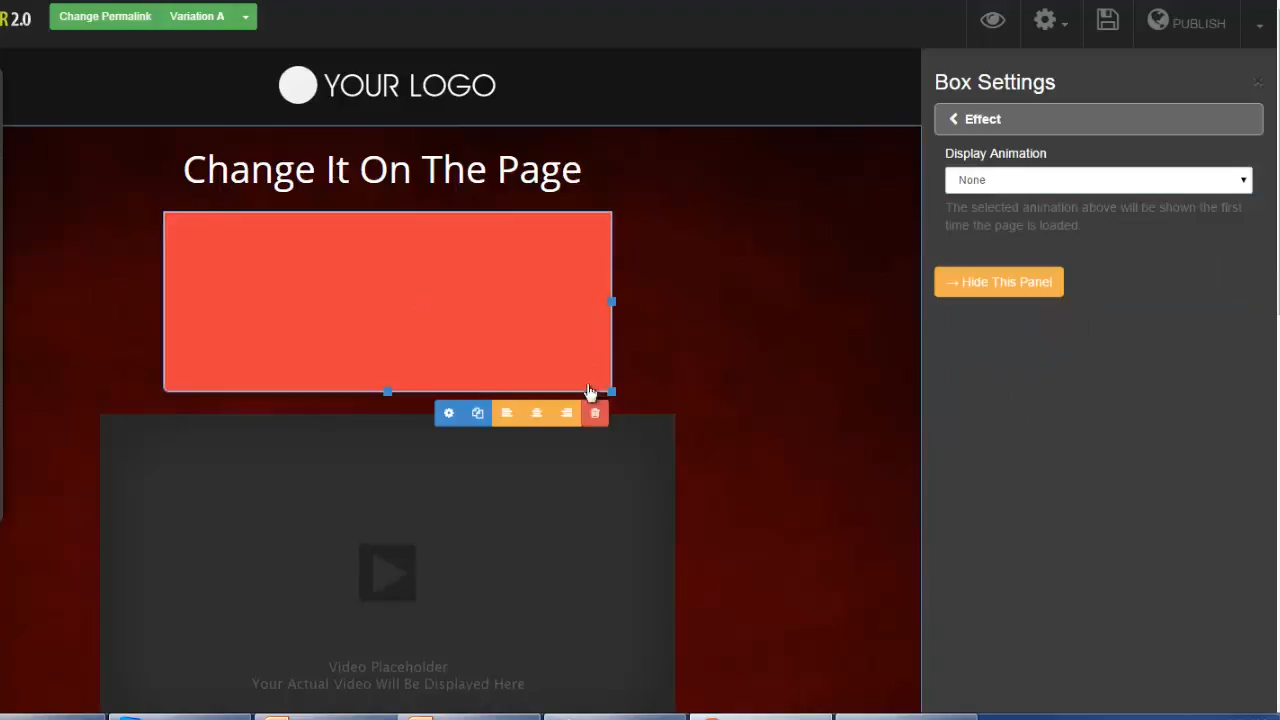 R 2.0
Change Permalink Variation A
PUBLISH
YOUR LOGO
Box Settings
Effect
Display Animation
None
The selected animation above will be shown the first
time the page is loaded.
→ Hide This Panel
Change It On The Page
Video Placeholder
Your Actual Video Will Be Displayed Here